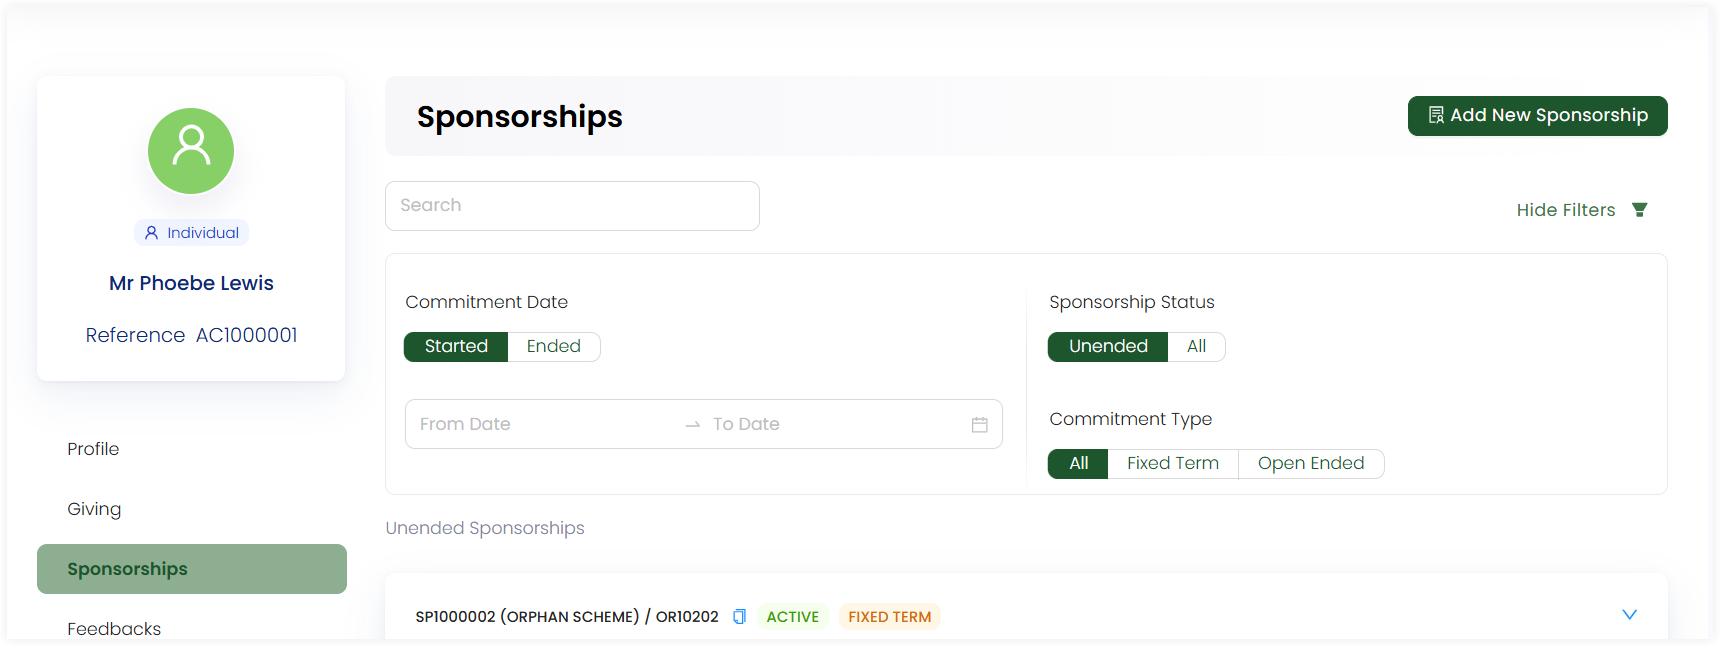 Individual
Mr Phoebe Lewis
Reference AC1000001
Profile
Giving
Sponsorships
Feedbacks
Sponsorships
Add New Sponsorship
Search
Hide Filters
Commitment Date
Started Ended
From Date To Date
Sponsorship Status
Unended All
Commitment Type
All Fixed Term Open Ended
Unended Sponsorships
SP1000002 (ORPHAN SCHEME) / OR10202 ACTIVE FIXED TERM